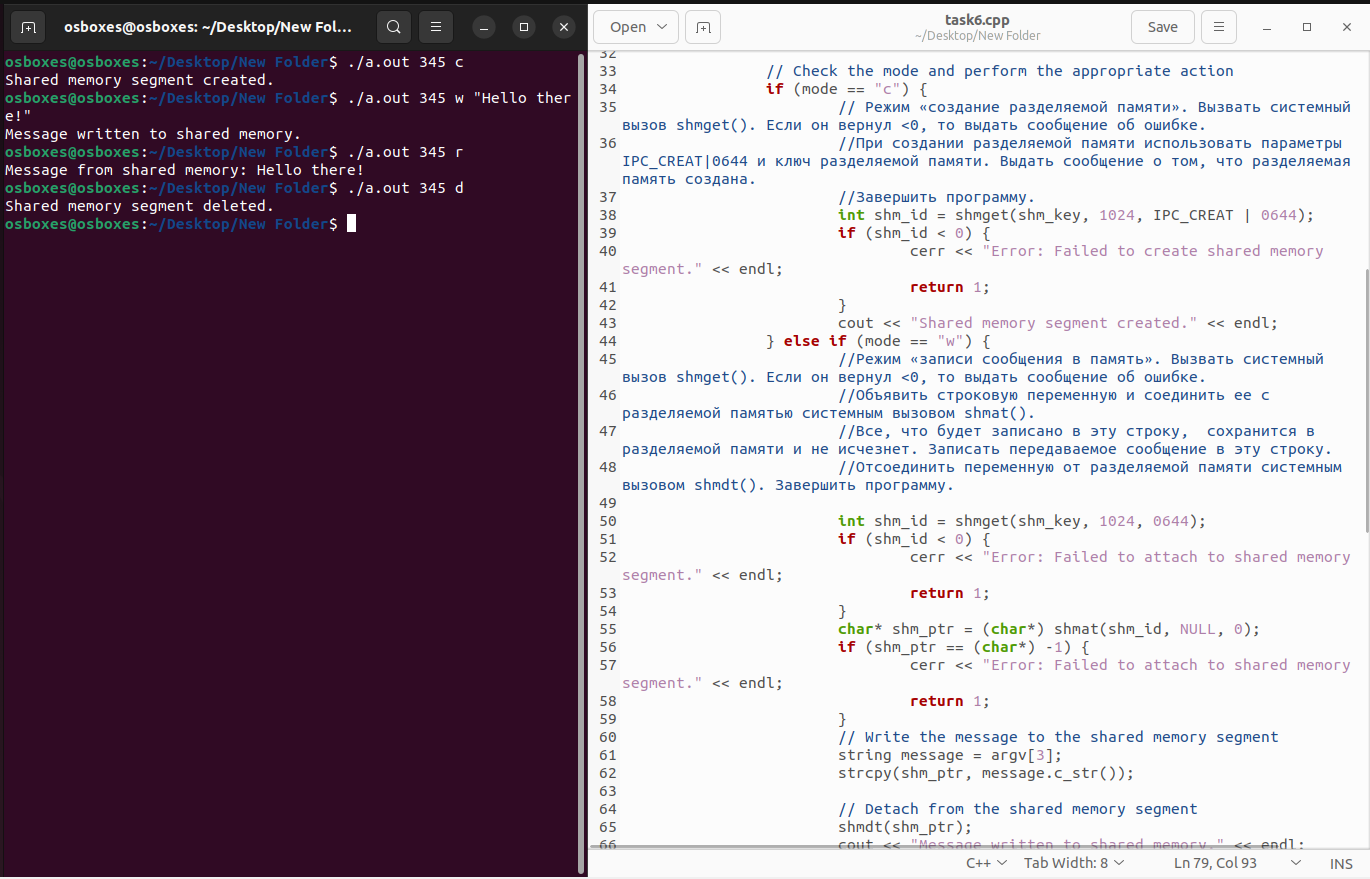 osboxes@osboxes: ~/Desktop/New Fol...
osboxes@osboxes:~/Desktop/New Folder$ ./a.out 345 c
Shared memory segment created.
osboxes@osboxes:~/Desktop/New Folder$ ./a.out 345 w "Hello ther
e!"
Message written to shared memory.
osboxes@osboxes:~/Desktop/New Folder$ ./a.out 345 r
Message from shared memory: Hello there!
osboxes@osboxes:~/Desktop/New Folder$ ./a.out 345 d
Shared memory segment deleted.
osboxes@osboxes:~/Desktop/New Folder$
Open
task6.cpp
~/Desktop/New Folder
Save
32
33 // Check the mode and perform the appropriate action
34 if (mode == "c") {
35 // Режим «создание разделяемой памяти». Вызвать системный
вызов shmget(). Если он вернул <0, то выдать сообщение об ошибке.
36 //При создании разделяемой памяти использовать параметры
IPC_CREAT|0644 и ключ разделяемой памяти. Выдать сообщение о том, что разделяемая
память создана.
37 //Завершить программу.
38 int shm_id = shmget(shm_key, 1024, IPC_CREAT | 0644);
39 if (shm_id < 0) {
40 cerr << "Error: Failed to create shared memory
segment." << endl;
41 return 1;
42 }
43 cout << "Shared memory segment created." << endl;
44 } else if (mode == "w") {
45 //Режим «записи сообщения в память». Вызвать системный
вызов shmget(). Если он вернул <0, то выдать сообщение об ошибке.
46 //Объявить строковую переменную и соединить ее с
разделяемой памятью системным вызовом shmat().
47 //Все, что будет записано в эту строку,  сохранится в
разделяемой памяти и не исчезнет. Записать передаваемое сообщение в эту строку.
48 //Отсоединить переменную от разделяемой памяти системным
вызовом shmdt(). Завершить программу.
49
50 int shm_id = shmget(shm_key, 1024, 0644);
51 if (shm_id < 0) {
52 cerr << "Error: Failed to attach to shared memory
segment." << endl;
53 return 1;
54 }
55 char* shm_ptr = (char*) shmat(shm_id, NULL, 0);
56 if (shm_ptr == (char*) -1) {
57 cerr << "Error: Failed to attach to shared memory
segment." << endl;
58 return 1;
59 }
60 // Write the message to the shared memory segment
61 string message = argv[3];
62 strcpy(shm_ptr, message.c_str());
63
64 // Detach from the shared memory segment
65 shmdt(shm_ptr);
66 cout << "Message written to shared memory." << endl;
C++ Tab Width: 8 Ln 79, Col 93 INS